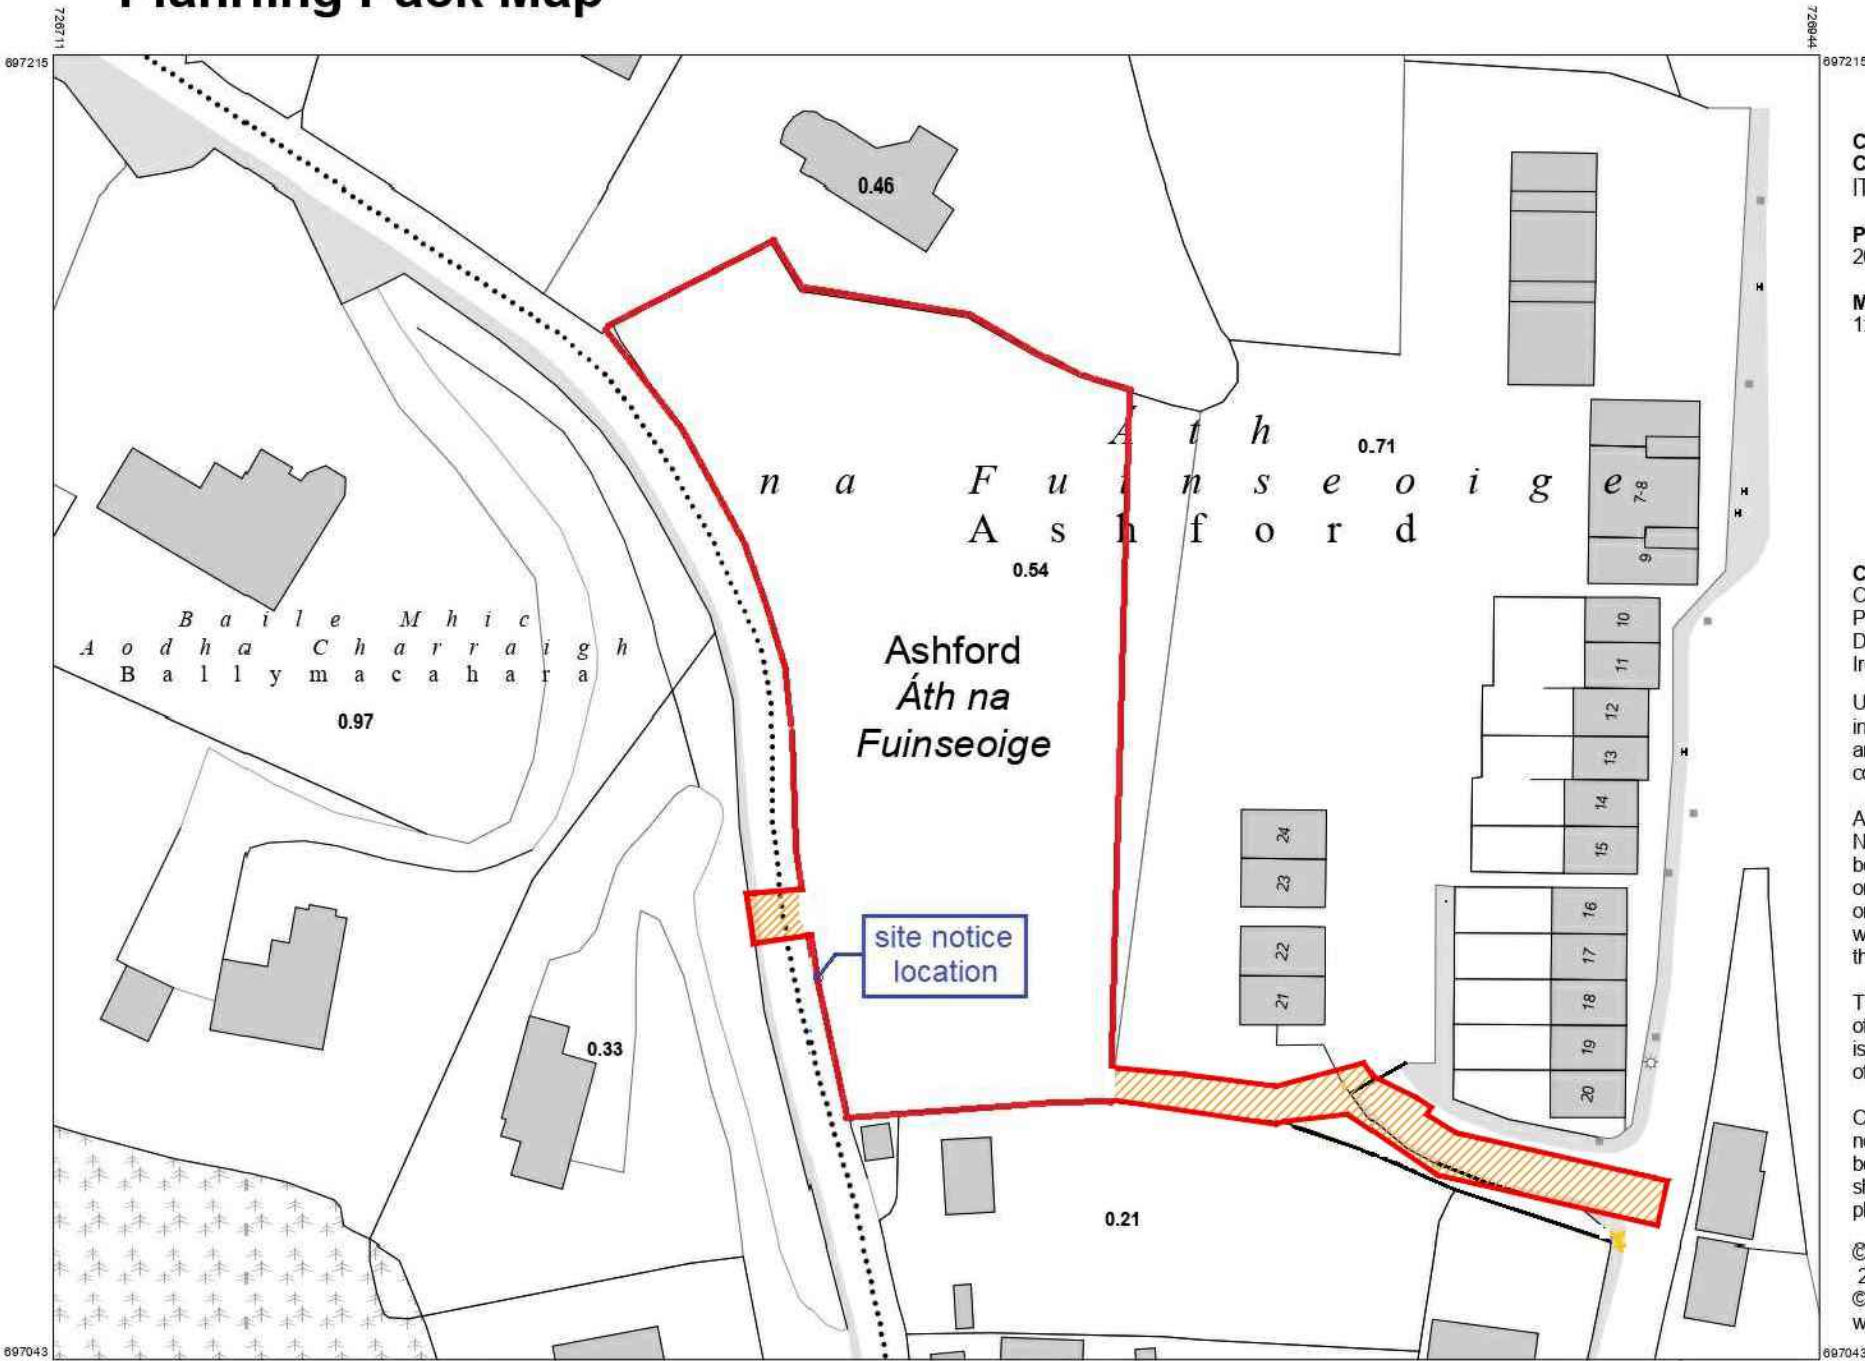 Planning Pack Map
726711
726944
697215
697215
0.46
Áth
na Fuinseoige
Ashford
0.71
0.54
7-8
9
10
11
12
13
14
15
16
17
18
19
20
24
23
22
21
Baile Mhic
Aodha Charraigh
Ballymacahara
0.97
Ashford
Áth na
Fuinseoige
site notice
location
0.33
0.21
H
H
H
H
697043
697043